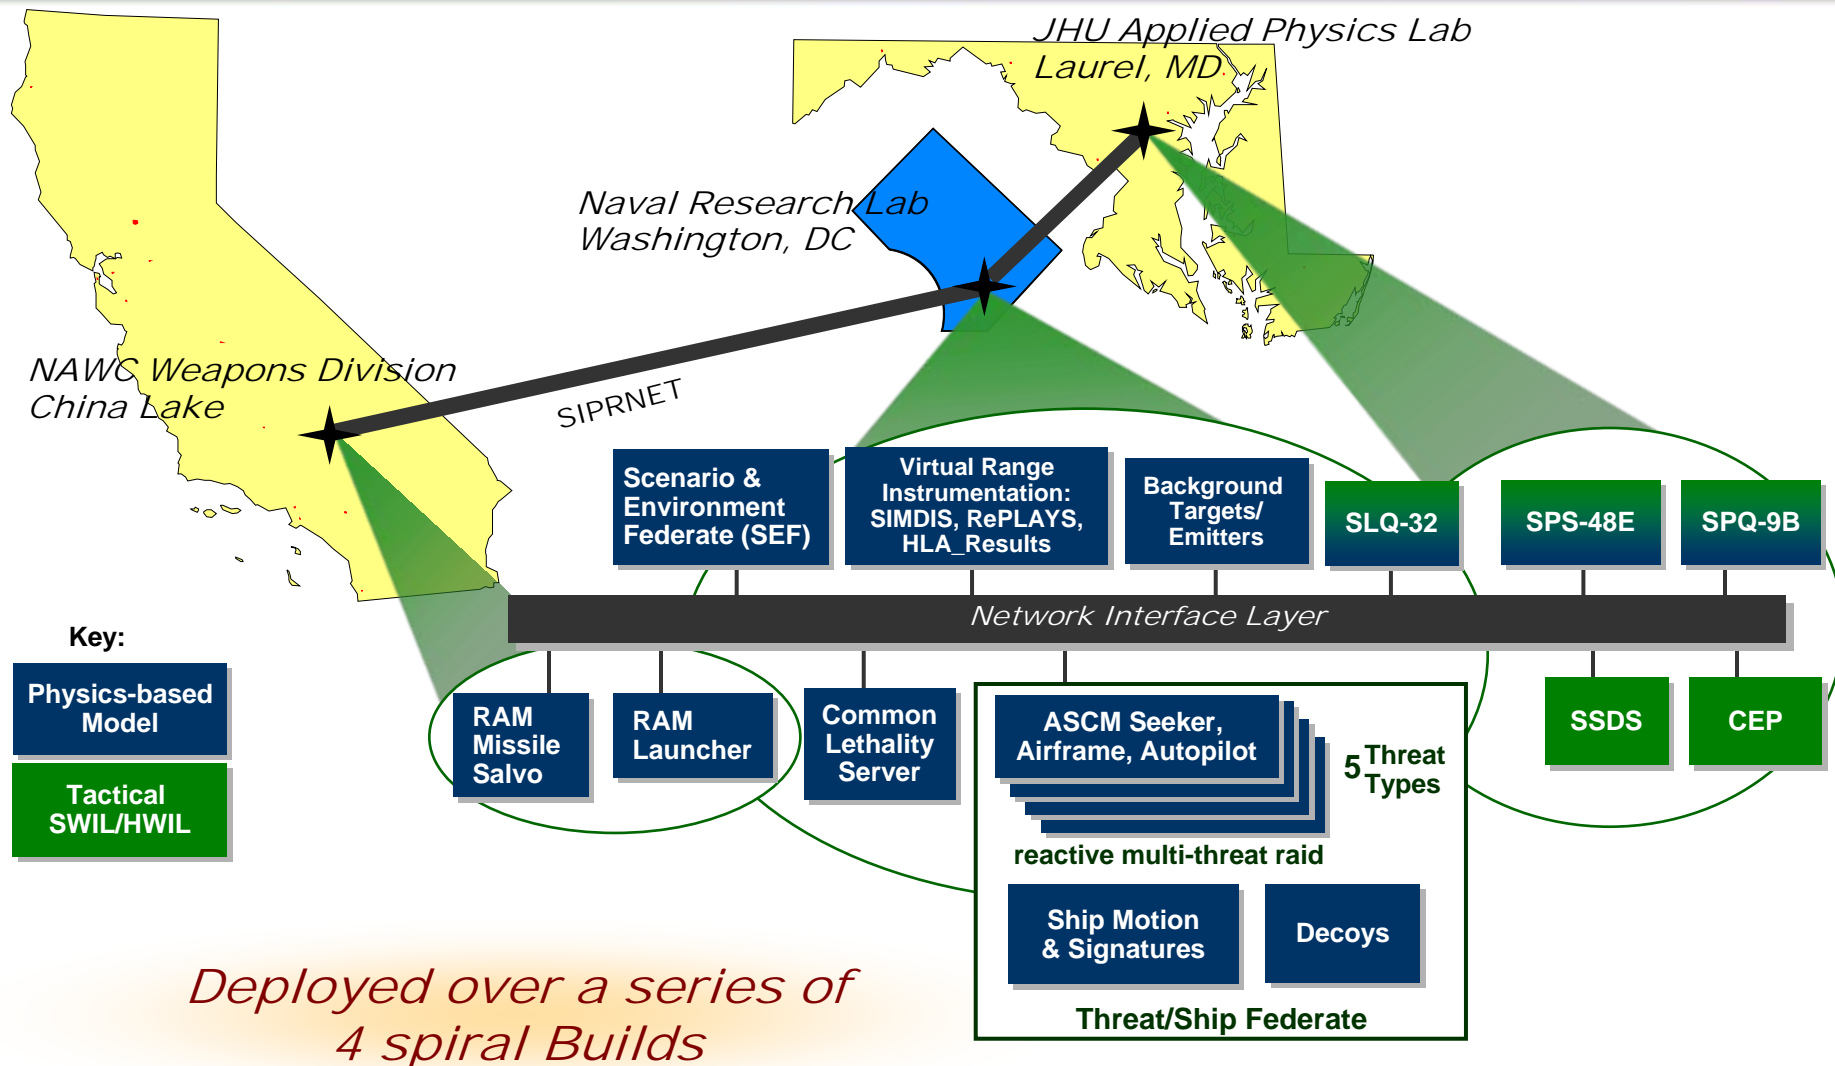 JHU Applied Physics Lab
Laurel, MD
Naval Research Lab
Washington, DC
NAWC Weapons Division
China Lake
SIPRNET
Scenario &
Environment
Federate (SEF)
Virtual Range
Instrumentation:
SIMDIS, RePLAYS,
HLA_Results
Background
Targets/
Emitters
SLQ-32
SPS-48E
SPQ-9B
Network Interface Layer
Key:
Physics-based
Model
Tactical
SWIL/HWIL
RAM
Missile
Salvo
RAM
Launcher
Common
Lethality
Server
ASCM Seeker,
Airframe, Autopilot
5 Threat
Types
reactive multi-threat raid
Ship Motion
& Signatures
Decoys
Threat/Ship Federate
SSDS
CEP
Deployed over a series of
4 spiral Builds